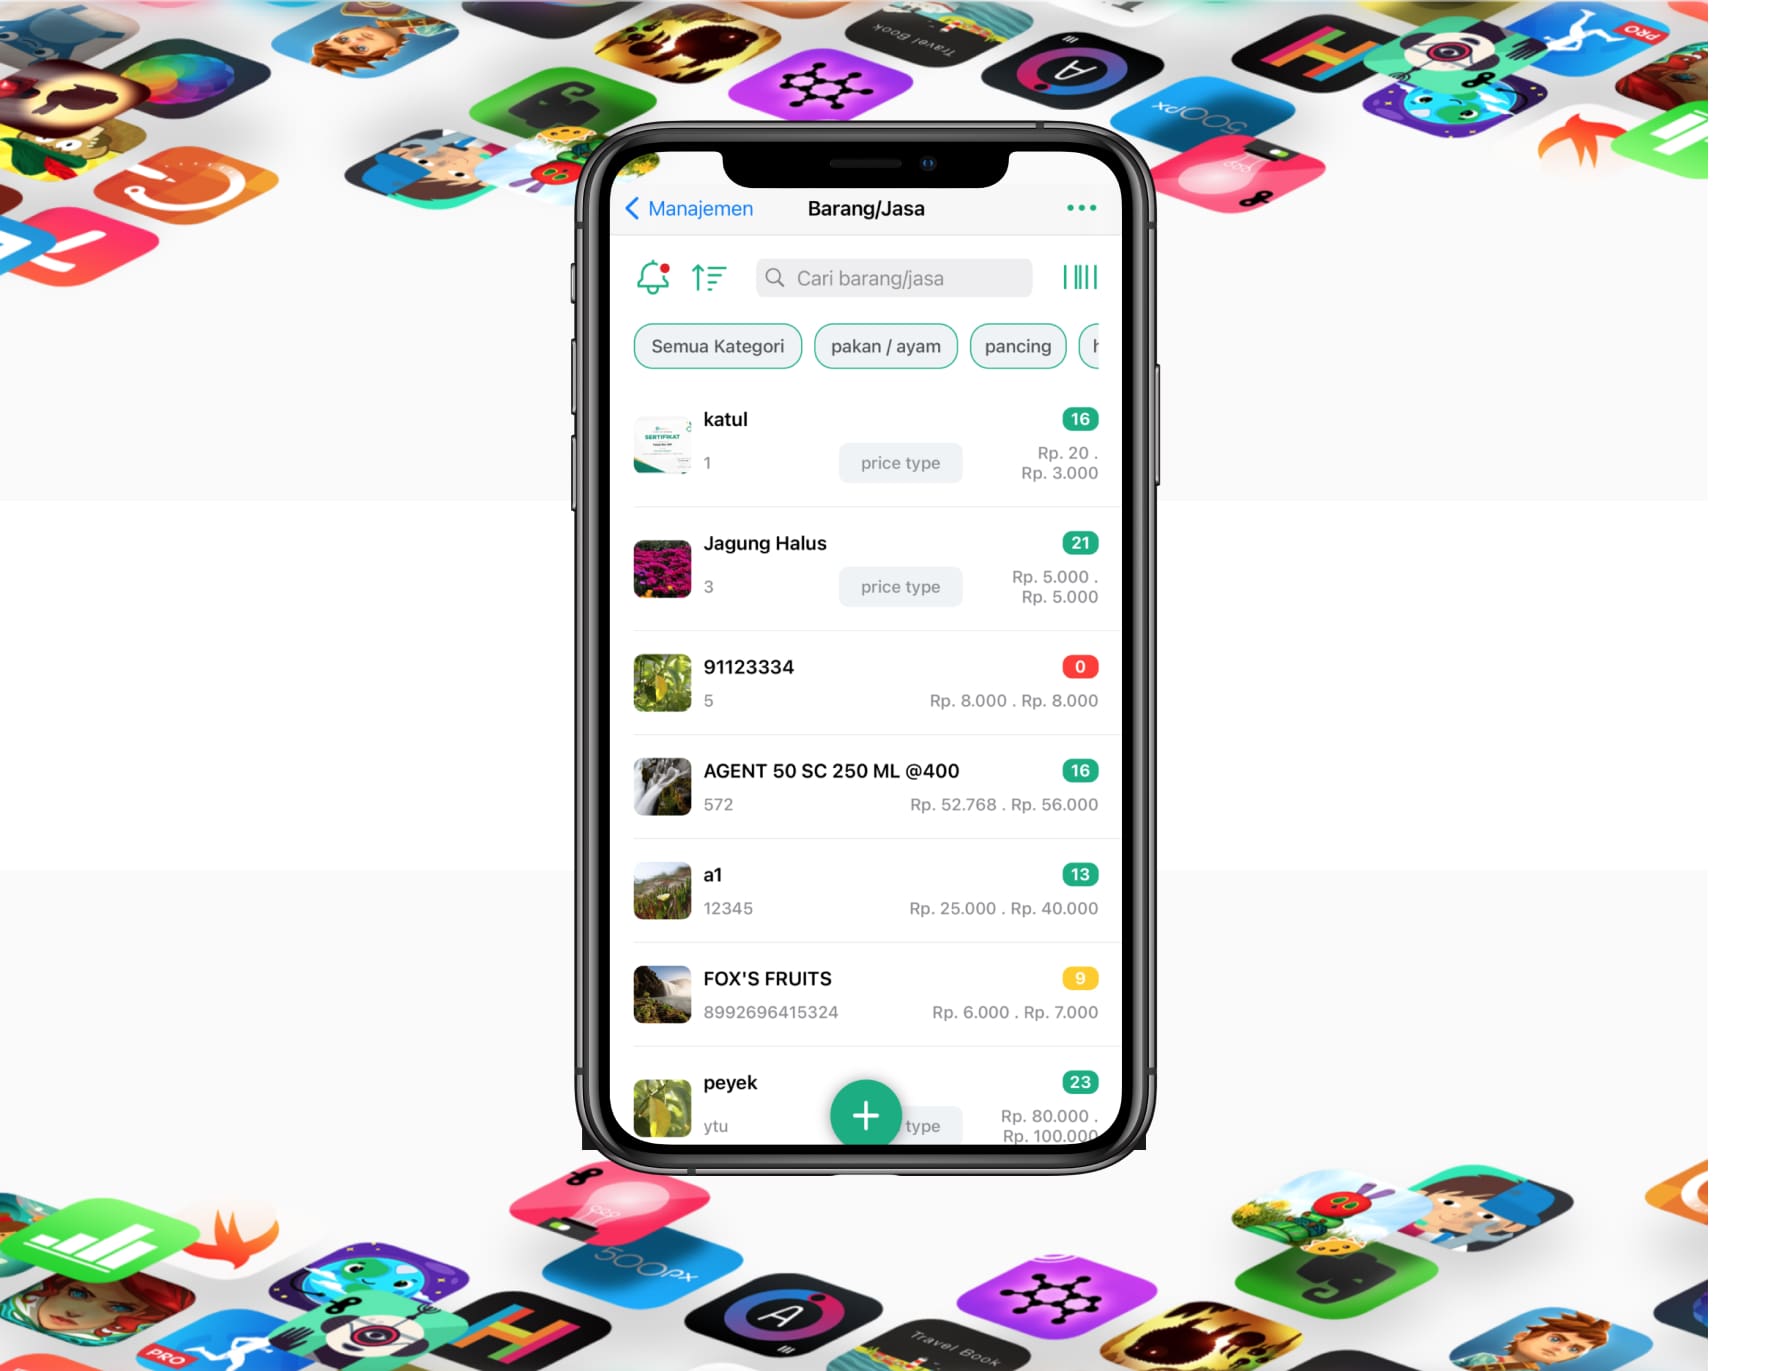 Travel Book
PRO
500px
Manajemen
Barang/Jasa
Cari barang/jasa
Semua Kategori
pakan / ayam
pancing
katul
16
SERTIFIKAT
1
price type
Rp. 20 .
Rp. 3.000
Jagung Halus
21
3
price type
Rp. 5.000 .
Rp. 5.000
91123334
0
5
Rp. 8.000 . Rp. 8.000
AGENT 50 SC 250 ML @400
16
572
Rp. 52.768 . Rp. 56.000
a1
13
12345
Rp. 25.000 . Rp. 40.000
FOX'S FRUITS
9
8992696415324
Rp. 6.000 . Rp. 7.000
peyek
23
ytu
type
Rp. 80.000 .
Rp. 100.000
500px
PRO
Travel Book